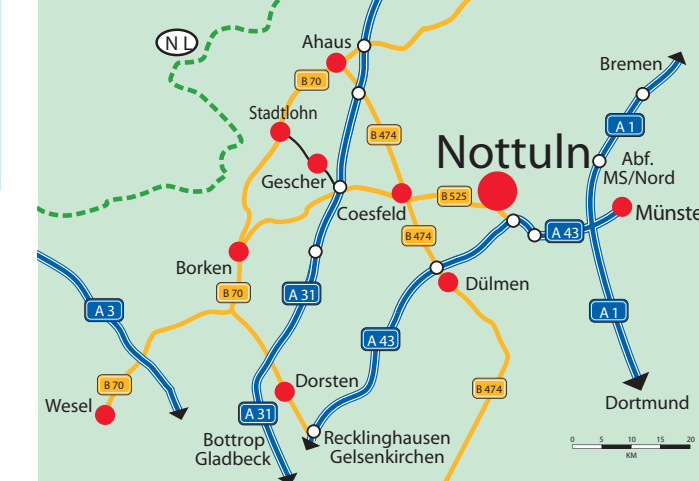 N L
Ahaus
Bremen
B 70
A 1
Stadtlohn
B 474
Nottuln
Abf.
MS/Nord
Gescher
Coesfeld
B 525
Münste
B 474
A 43
Borken
Dülmen
B 70
A 31
A 3
A 1
A 43
B 70
Dorsten
B 474
Wesel
A 31
Dortmund
Bottrop
Gladbeck
Recklinghausen
Gelsenkirchen
0 5 10 15 20
KM